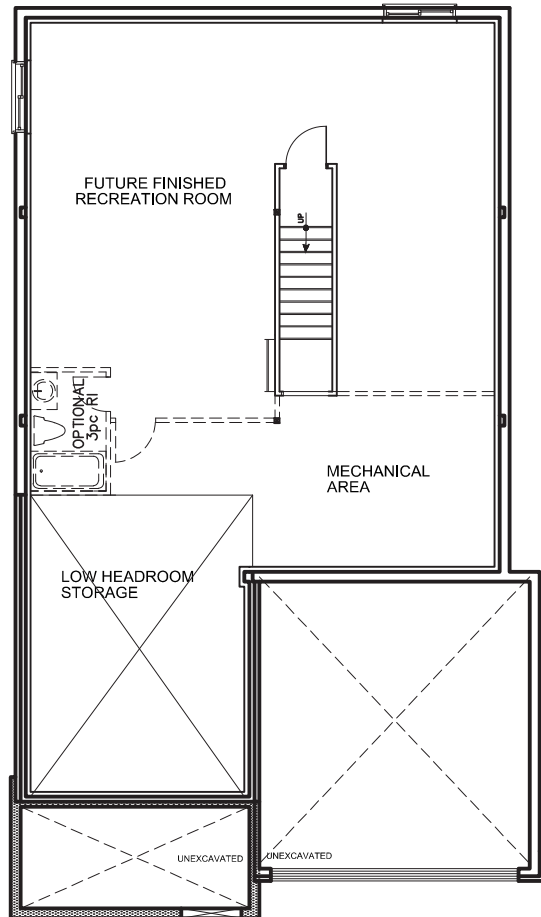 FUTURE FINISHED
RECREATION ROOM
UP
OPTIONAL
3pc RI
MECHANICAL
AREA
LOW HEADROOM
STORAGE
UNEXCAVATED
UNEXCAVATED